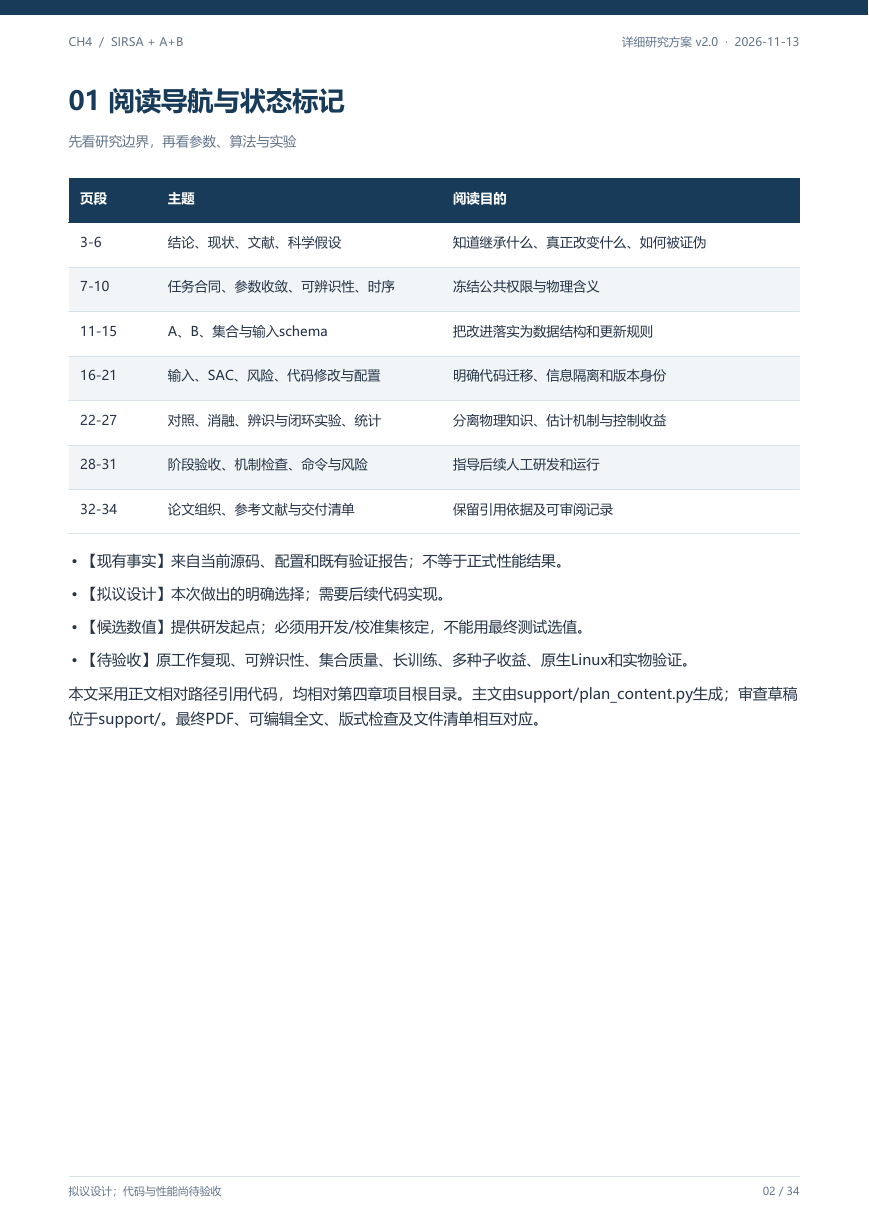 CH4 / SIRSA + A+B
详细研究方案 v2.0 · 2026-11-13
01 阅读导航与状态标记
先看研究边界，再看参数、算法与实验
页段 主题 阅读目的
3-6 结论、现状、文献、科学假设 知道继承什么、真正改变什么、如何被证伪
7-10 任务合同、参数收敛、可辨识性、时序 冻结公共权限与物理含义
11-15 A、B、集合与输入schema 把改进落实为数据结构和更新规则
16-21 输入、SAC、风险、代码修改与配置 明确代码迁移、信息隔离和版本身份
22-27 对照、消融、辨识与闭环实验、统计 分离物理知识、估计机制与控制收益
28-31 阶段验收、机制检查、命令与风险 指导后续人工研发和运行
32-34 论文组织、参考文献与交付清单 保留引用依据及可审阅记录
• 【现有事实】来自当前源码、配置和既有验证报告；不等于正式性能结果。
• 【拟议设计】本次做出的明确选择；需要后续代码实现。
• 【候选数值】提供研发起点；必须用开发/校准集核定，不能用最终测试选值。
• 【待验收】原工作复现、可辨识性、集合质量、长训练、多种子收益、原生Linux和实物验证。
本文采用正文相对路径引用代码，均相对第四章项目根目录。主文由support/plan_content.py生成；审查草稿
位于support/。最终PDF、可编辑全文、版式检查及文件清单相互对应。
拟议设计；代码与性能尚待验收
02 / 34